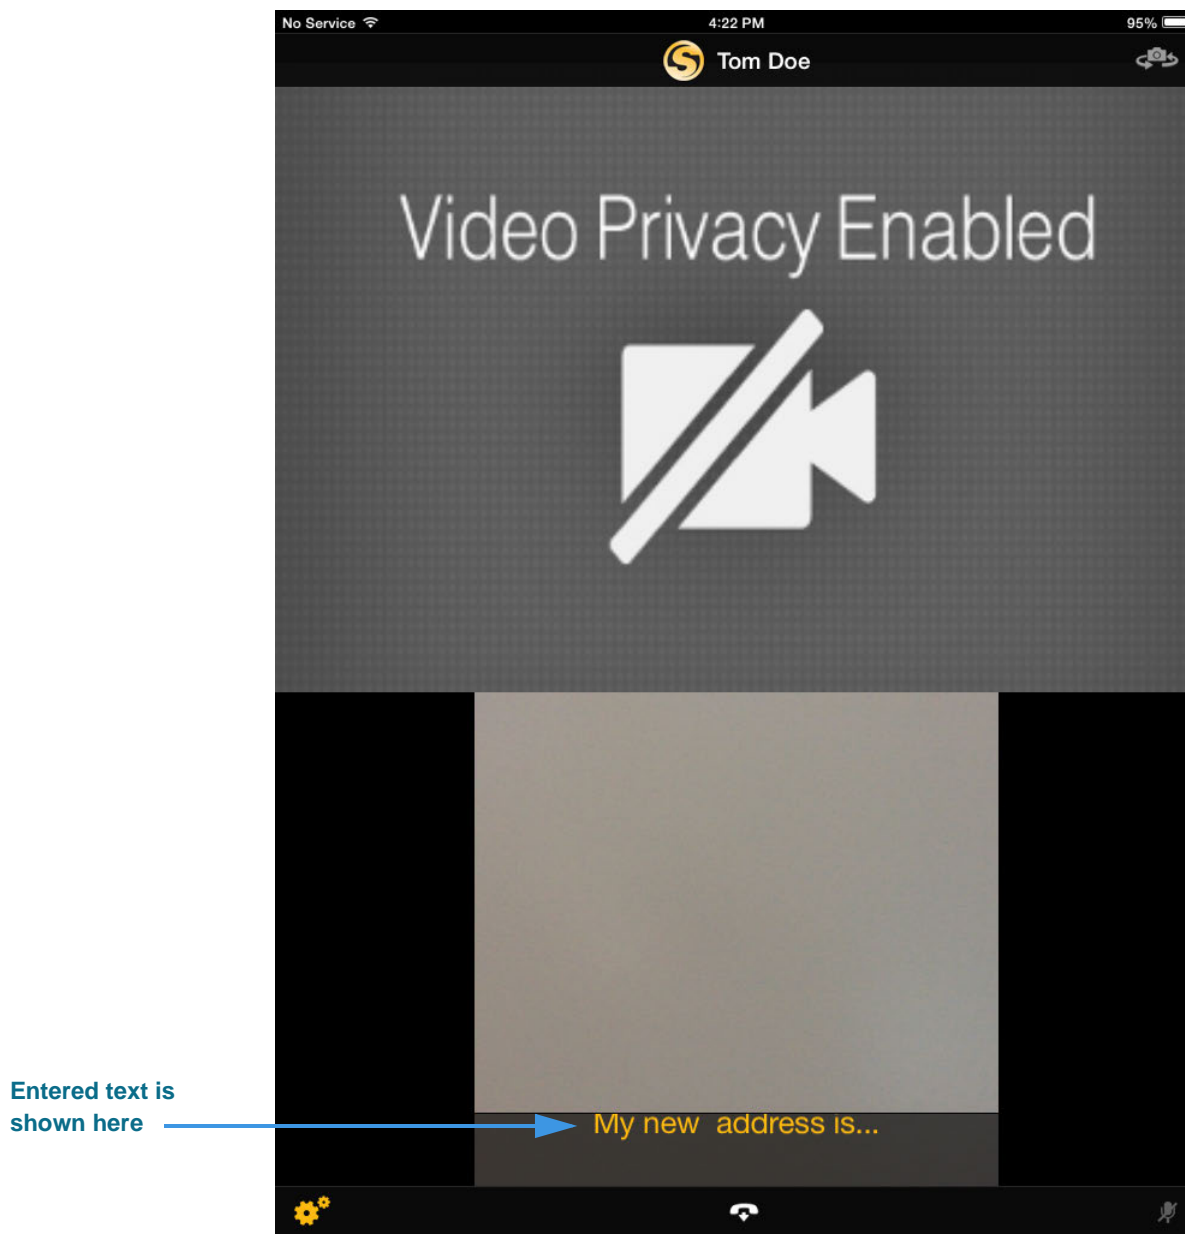 No Service 4:22 PM 95%
Tom Doe
Video Privacy Enabled
Entered text is
shown here
My new  address is...